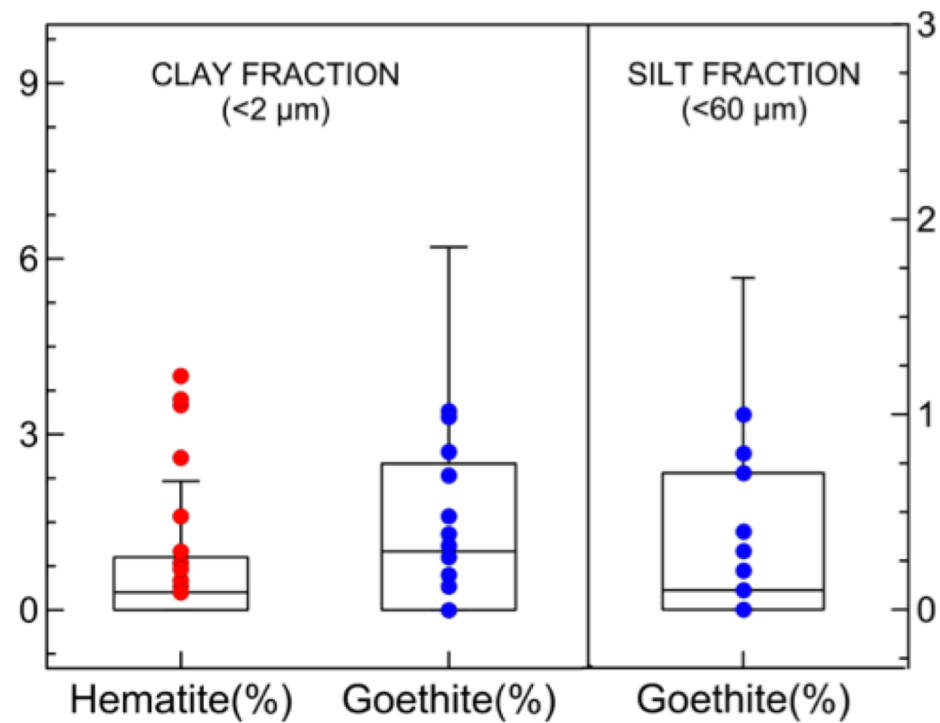 CLAY FRACTION
(<2 µm)
SILT FRACTION
(<60 µm)
9
6
3
0
3
2
1
0
Hematite(%)
Goethite(%)
Goethite(%)